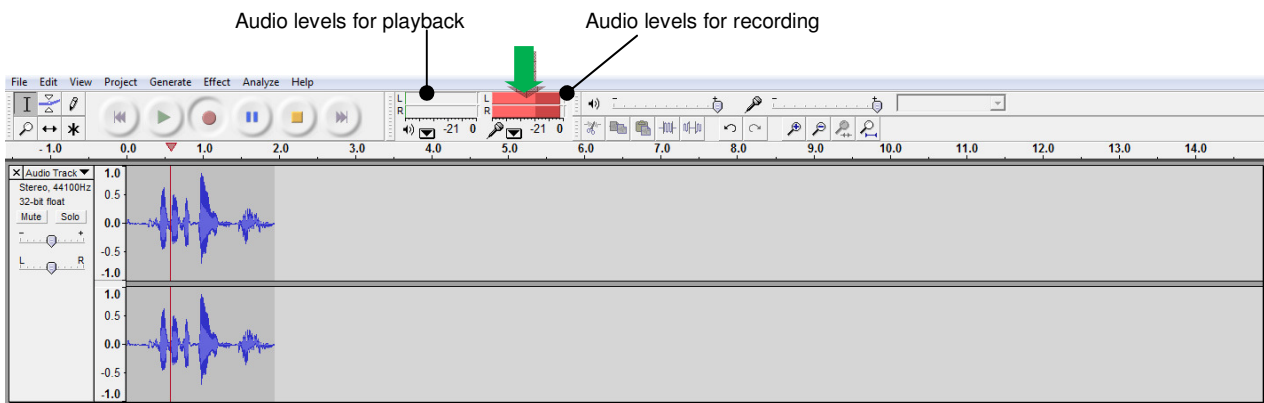 Audio levels for playback Audio levels for recording
File Edit View Project Generate Effect Analyze Help
L L - +  - +
R R
-21 0 -21 0
- 1.0 0.0 1.0 2.0 3.0 4.0 5.0 6.0 7.0 8.0 9.0 10.0 11.0 12.0 13.0 14.0
X Audio Track 1.0
Stereo, 44100Hz
32-bit float 0.5
Mute Solo
0.0
- +
-0.5
L R
-1.0
1.0
0.5
0.0
-0.5
-1.0